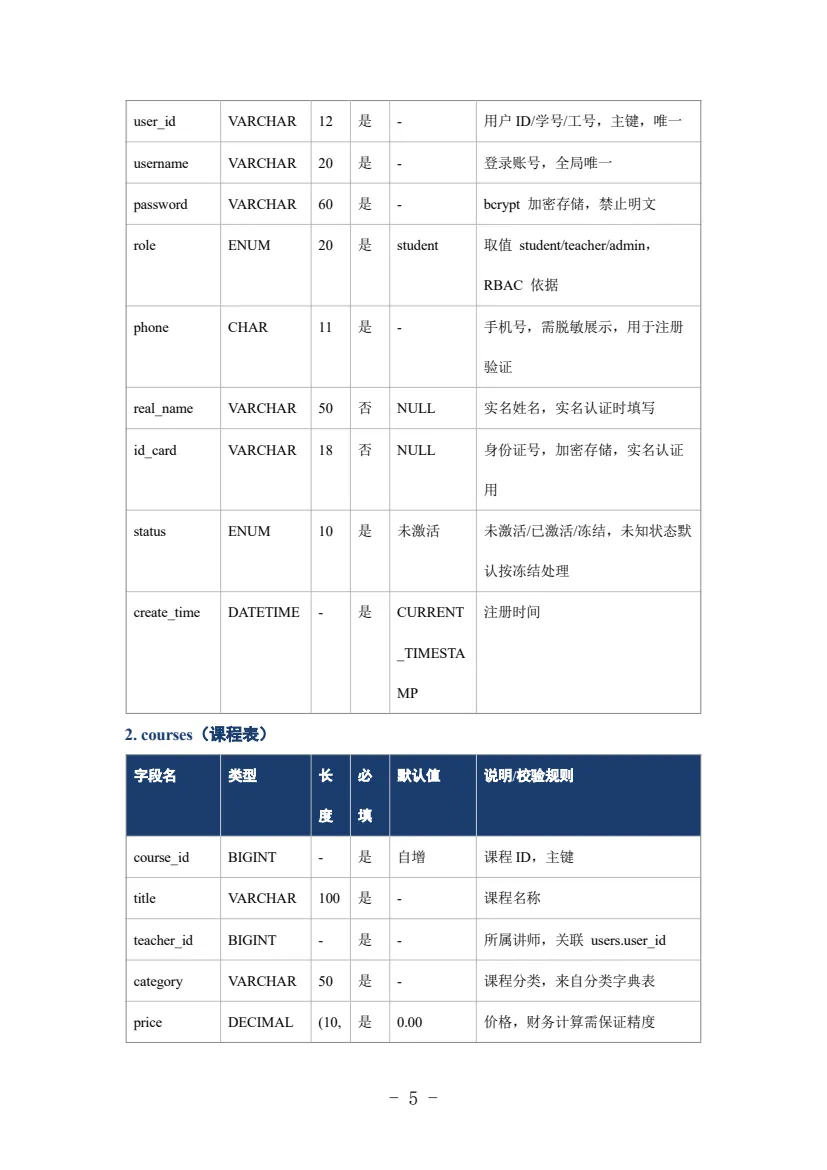 user_id VARCHAR 12 是 - 用户 ID/学号/工号，主键，唯一
username VARCHAR 20 是 - 登录账号，全局唯一
password VARCHAR 60 是 - bcrypt 加密存储，禁止明文
role ENUM 20 是 student 取值 student/teacher/admin，
RBAC 依据
phone CHAR 11 是 - 手机号，需脱敏展示，用于注册
验证
real_name VARCHAR 50 否 NULL 实名姓名，实名认证时填写
id_card VARCHAR 18 否 NULL 身份证号，加密存储，实名认证
用
status ENUM 10 是 未激活 未激活/已激活/冻结，未知状态默
认按冻结处理
create_time DATETIME - 是 CURRENT 注册时间
_TIMESTA
MP
2. courses（课程表）
字段名 类型 长 必 默认值 说明/校验规则
度 填
course_id BIGINT - 是 自增 课程 ID，主键
title VARCHAR 100 是 - 课程名称
teacher_id BIGINT - 是 - 所属讲师，关联 users.user_id
category VARCHAR 50 是 - 课程分类，来自分类字典表
price DECIMAL (10, 是 0.00 价格，财务计算需保证精度
- 5 -